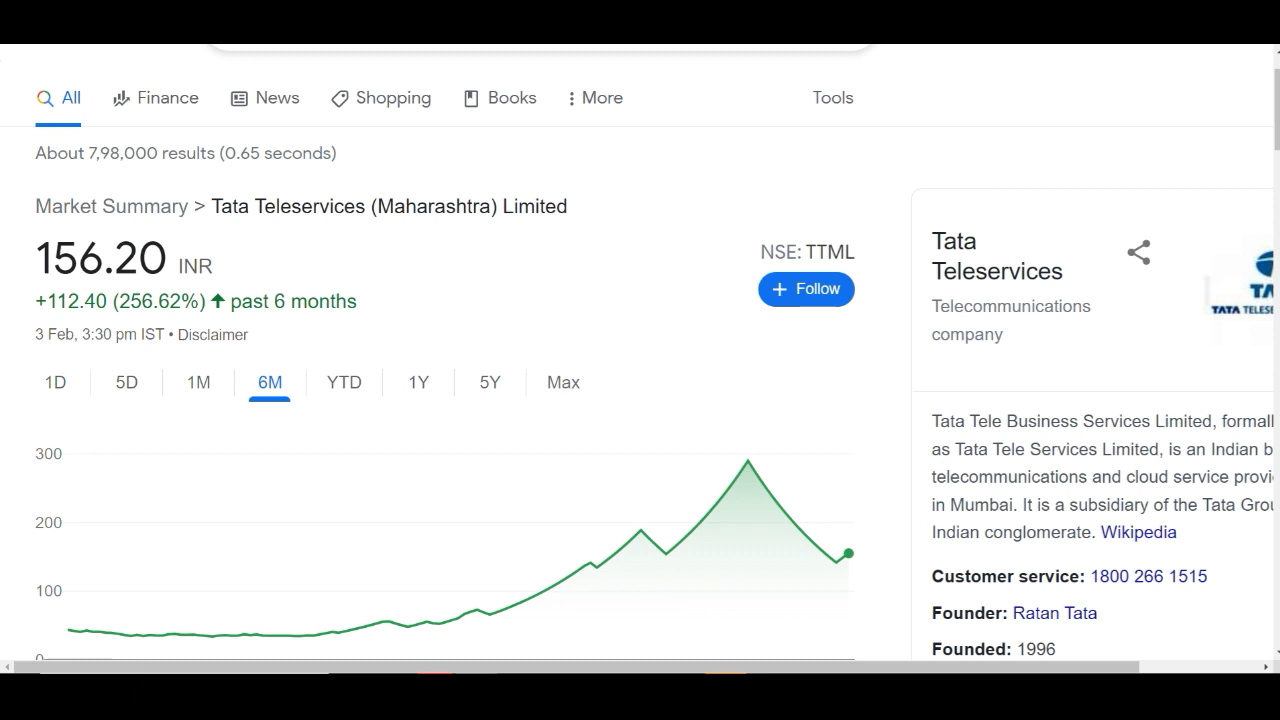 All
Finance
News
Shopping
Books
More
Tools
About 7,98,000 results (0.65 seconds)
Market Summary > Tata Teleservices (Maharashtra) Limited
156.20 INR
+112.40 (256.62%) ↑ past 6 months
3 Feb, 3:30 pm IST • Disclaimer
NSE: TTML
+ Follow
1D
5D
1M
6M
YTD
1Y
5Y
Max
300
200
100
0
Tata
Teleservices
Telecommunications
company
TATA
Tata Tele Business Services Limited,
as Tata Tele Services Limited, is an Indian
telecommunications and cloud service
in Mumbai. It is a subsidiary of the Tata
Indian conglomerate. Wikipedia
Customer service: 1800 266 1515
Founder: Ratan Tata
Founded: 1996